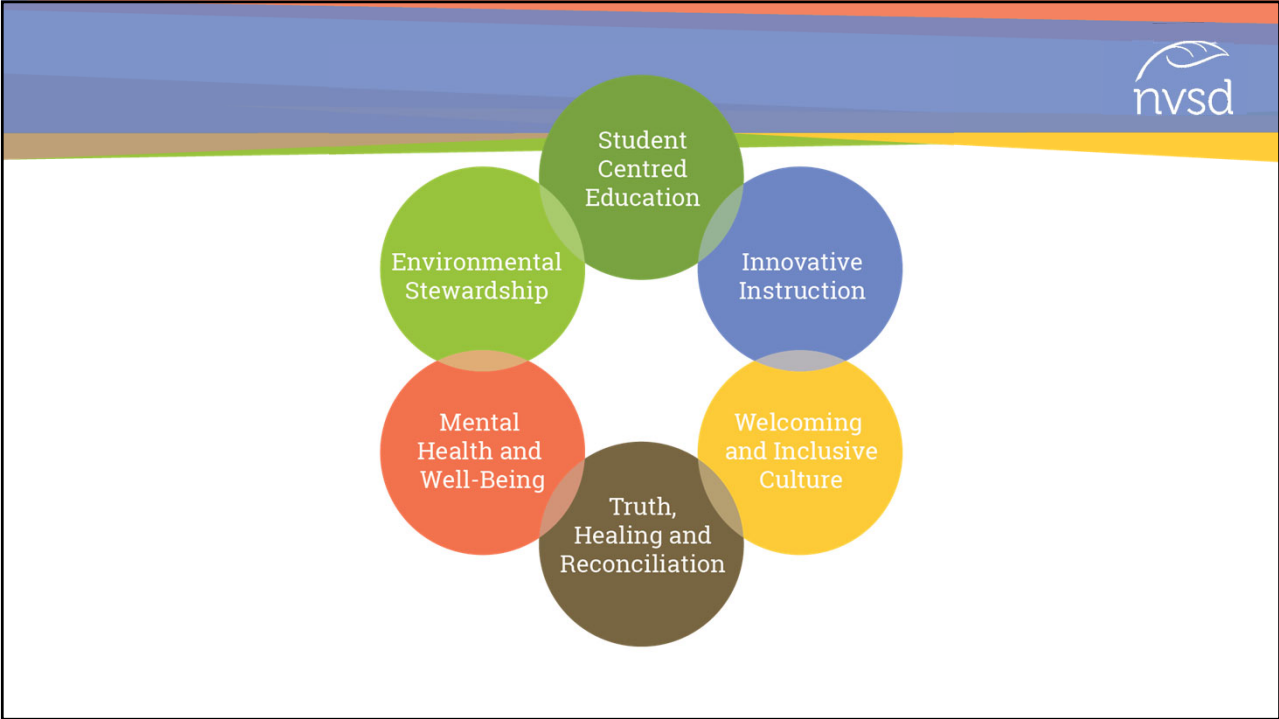 nvsd
Student
Centred
Education
Environmental
Stewardship
Innovative
Instruction
Mental
Health and
Well-Being
Welcoming
and Inclusive
Culture
Truth,
Healing and
Reconciliation